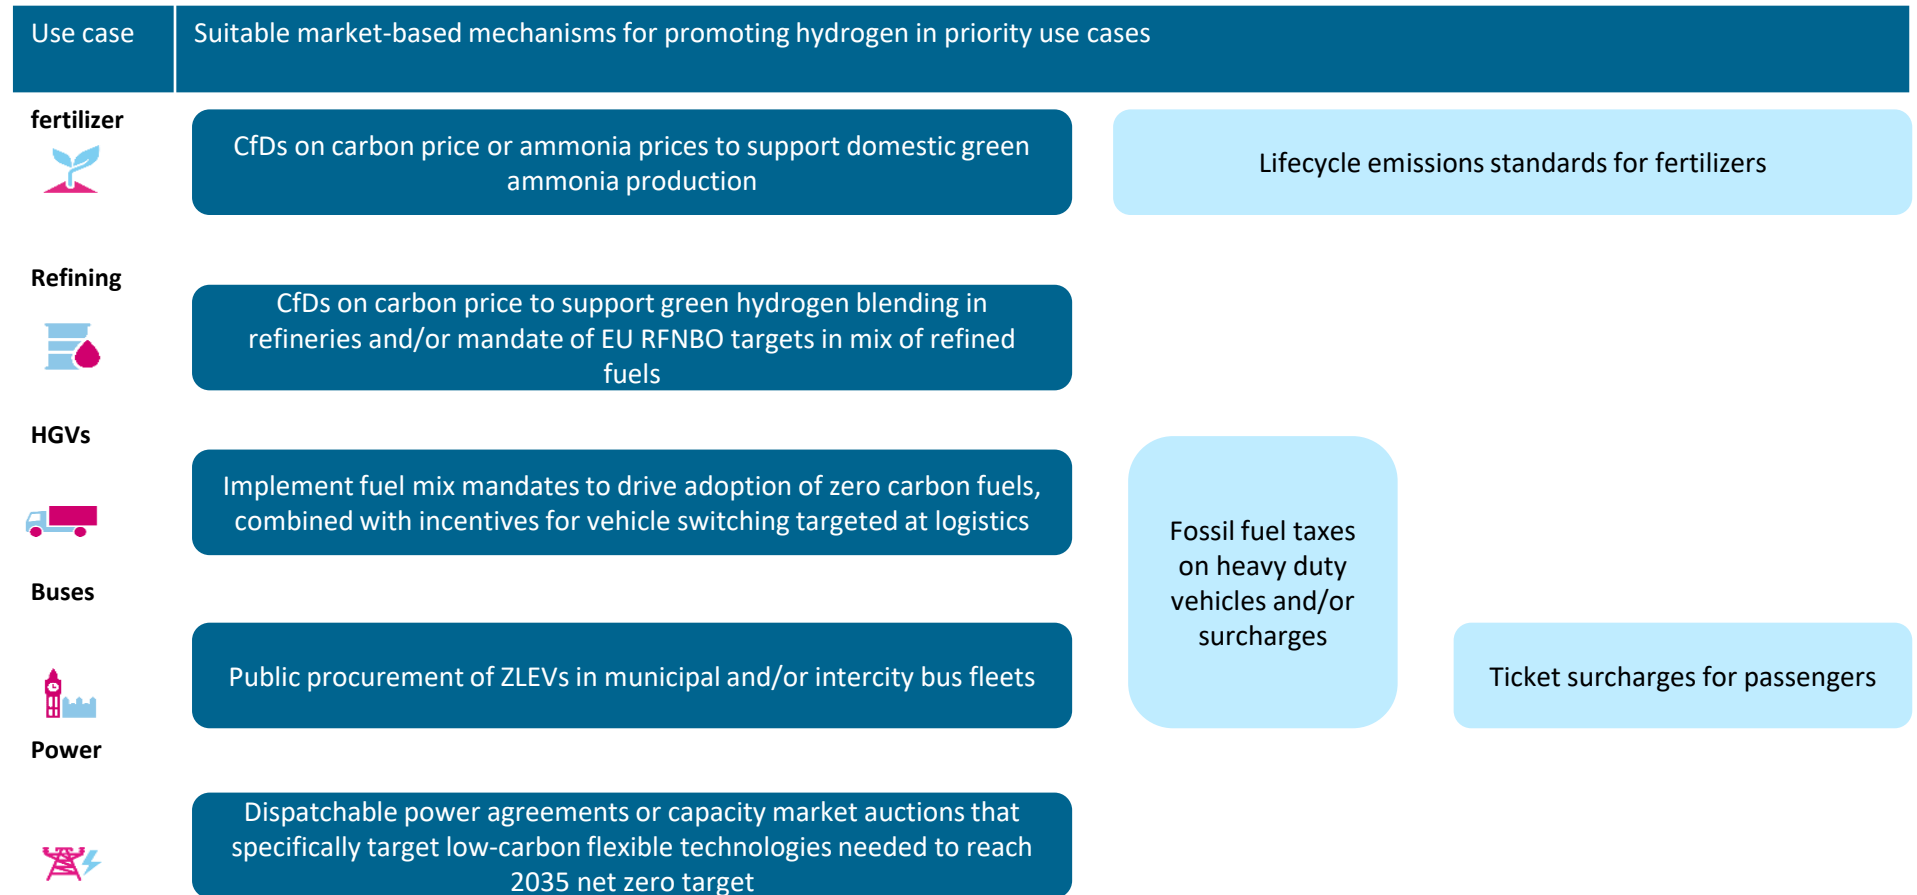 Use case
Suitable market-based mechanisms for promoting hydrogen in priority use cases
fertilizer
CfDs on carbon price or ammonia prices to support domestic green
ammonia production
Lifecycle emissions standards for fertilizers
Refining
CfDs on carbon price to support green hydrogen blending in
refineries and/or mandate of EU RFNBO targets in mix of refined
fuels
HGVs
Implement fuel mix mandates to drive adoption of zero carbon fuels,
combined with incentives for vehicle switching targeted at logistics
Fossil fuel taxes
on heavy duty
vehicles and/or
surcharges
Buses
Public procurement of ZLEVs in municipal and/or intercity bus fleets
Ticket surcharges for passengers
Power
Dispatchable power agreements or capacity market auctions that
specifically target low-carbon flexible technologies needed to reach
2035 net zero target